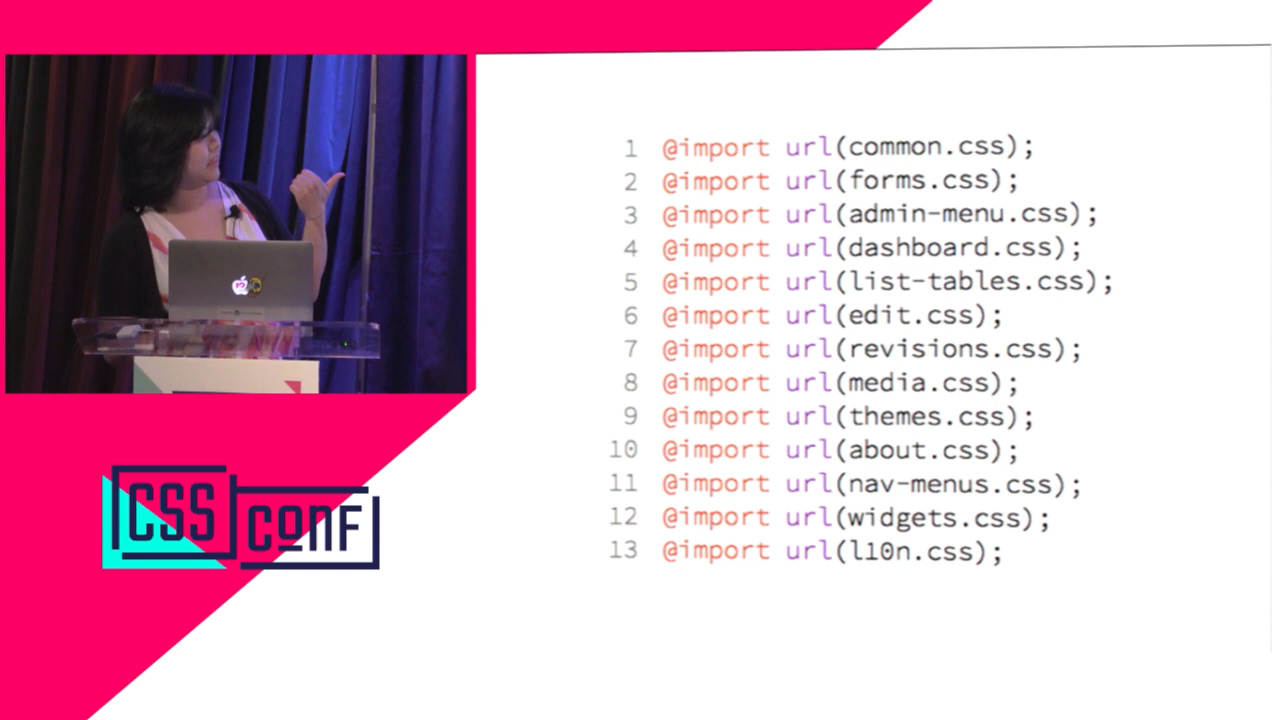 1 @import url(common.css);
2 @import url(forms.css);
3 @import url(admin-menu.css);
4 @import url(dashboard.css);
5 @import url(list-tables.css);
6 @import url(edit.css);
7 @import url(revisions.css);
8 @import url(media.css);
9 @import url(themes.css);
10 @import url(about.css);
11 @import url(nav-menus.css);
12 @import url(widgets.css);
13 @import url(l10n.css);
CSS
CONF